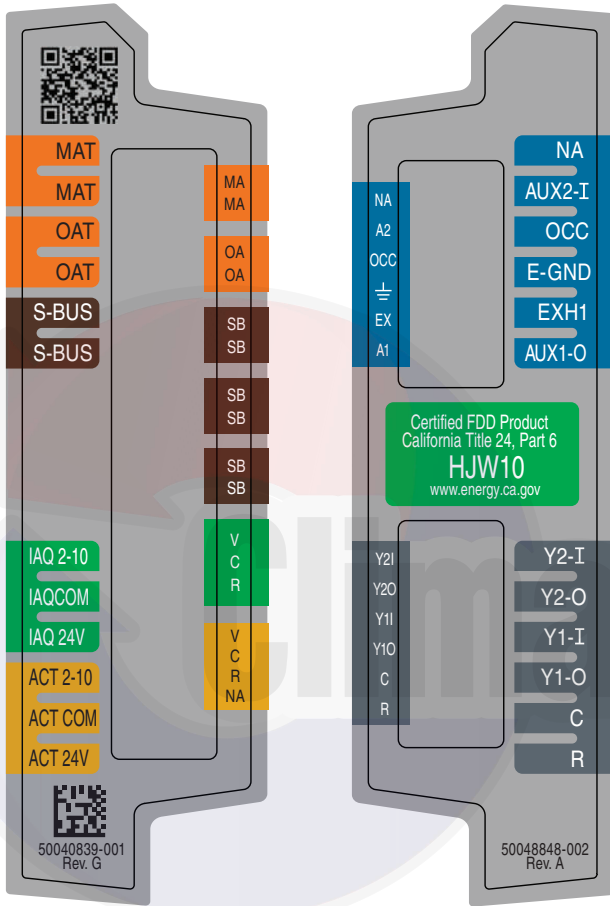 MAT
MAT
OAT
OAT
S-BUS
S-BUS
IAQ 2-10
IAQCOM
IAQ 24V
ACT 2-10
ACT COM
ACT 24V
50040839-001
Rev. G
MA
MA
OA
OA
SB
SB
SB
SB
SB
SB
V
C
R
V
C
R
NA
NA
A2
OCC
EX
A1
NA
AUX2-I
OCC
E-GND
EXH1
AUX1-O
Certified FDD Product
California Title 24, Part 6
HJW10
www.energy.ca.gov
Y2I
Y2O
Y1I
Y1O
C
R
Y2-I
Y2-O
Y1-I
Y1-O
C
R
50048848-002
Rev. A
Clima